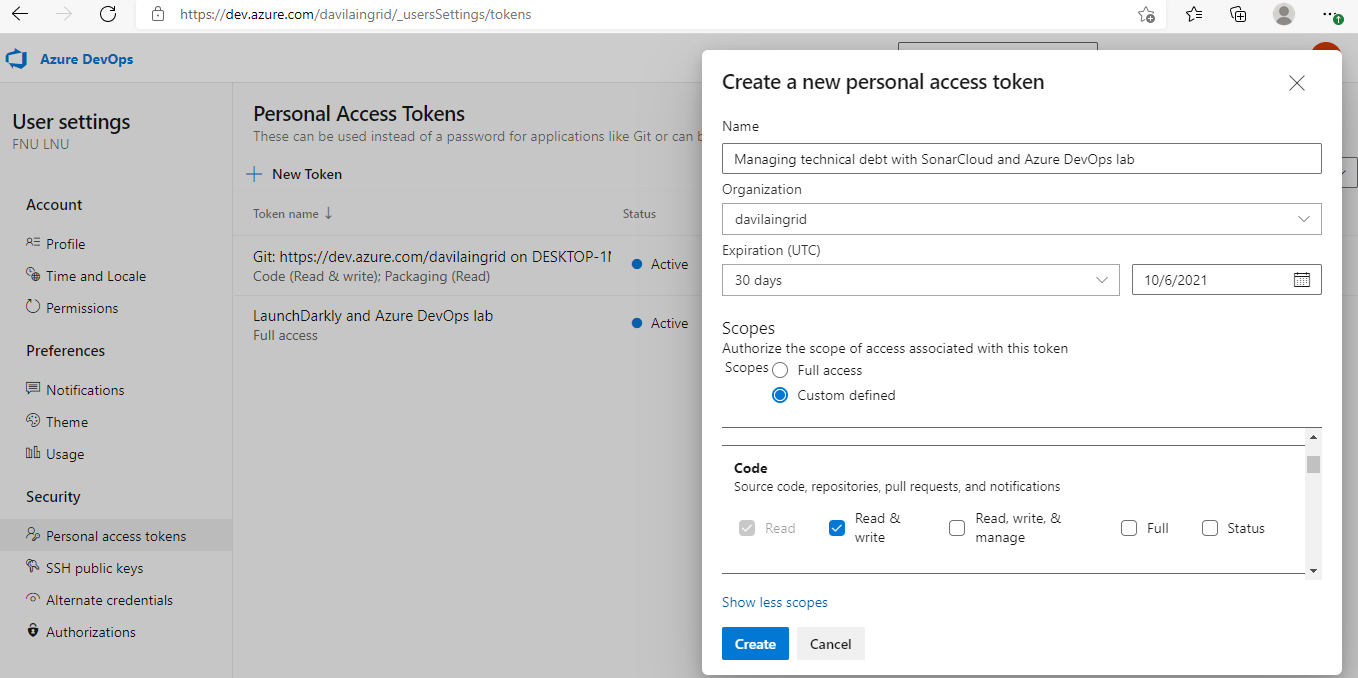 https://dev.azure.com/davilaingrid/_usersSettings/tokens
Azure DevOps
User settings
FNU LNU
Account
Profile
Time and Locale
Permissions
Preferences
Notifications
Theme
Usage
Security
Personal access tokens
SSH public keys
Alternate credentials
Authorizations
Personal Access Tokens
These can be used instead of a password for applications like Git or can b
New Token
Token name ↓ Status
Git: https://dev.azure.com/davilaingrid on DESKTOP-1 Active
Code (Read & write); Packaging (Read)
LaunchDarkly and Azure DevOps lab Active
Full access
Create a new personal access token
Name
Managing technical debt with SonarCloud and Azure DevOps lab
Organization
davilaingrid
Expiration (UTC)
30 days 10/6/2021
Scopes
Authorize the scope of access associated with this token
Scopes Full access
Custom defined
Code
Source code, repositories, pull requests, and notifications
Read
Read &
write
Read, write, &
manage
Full
Status
Show less scopes
Create Cancel